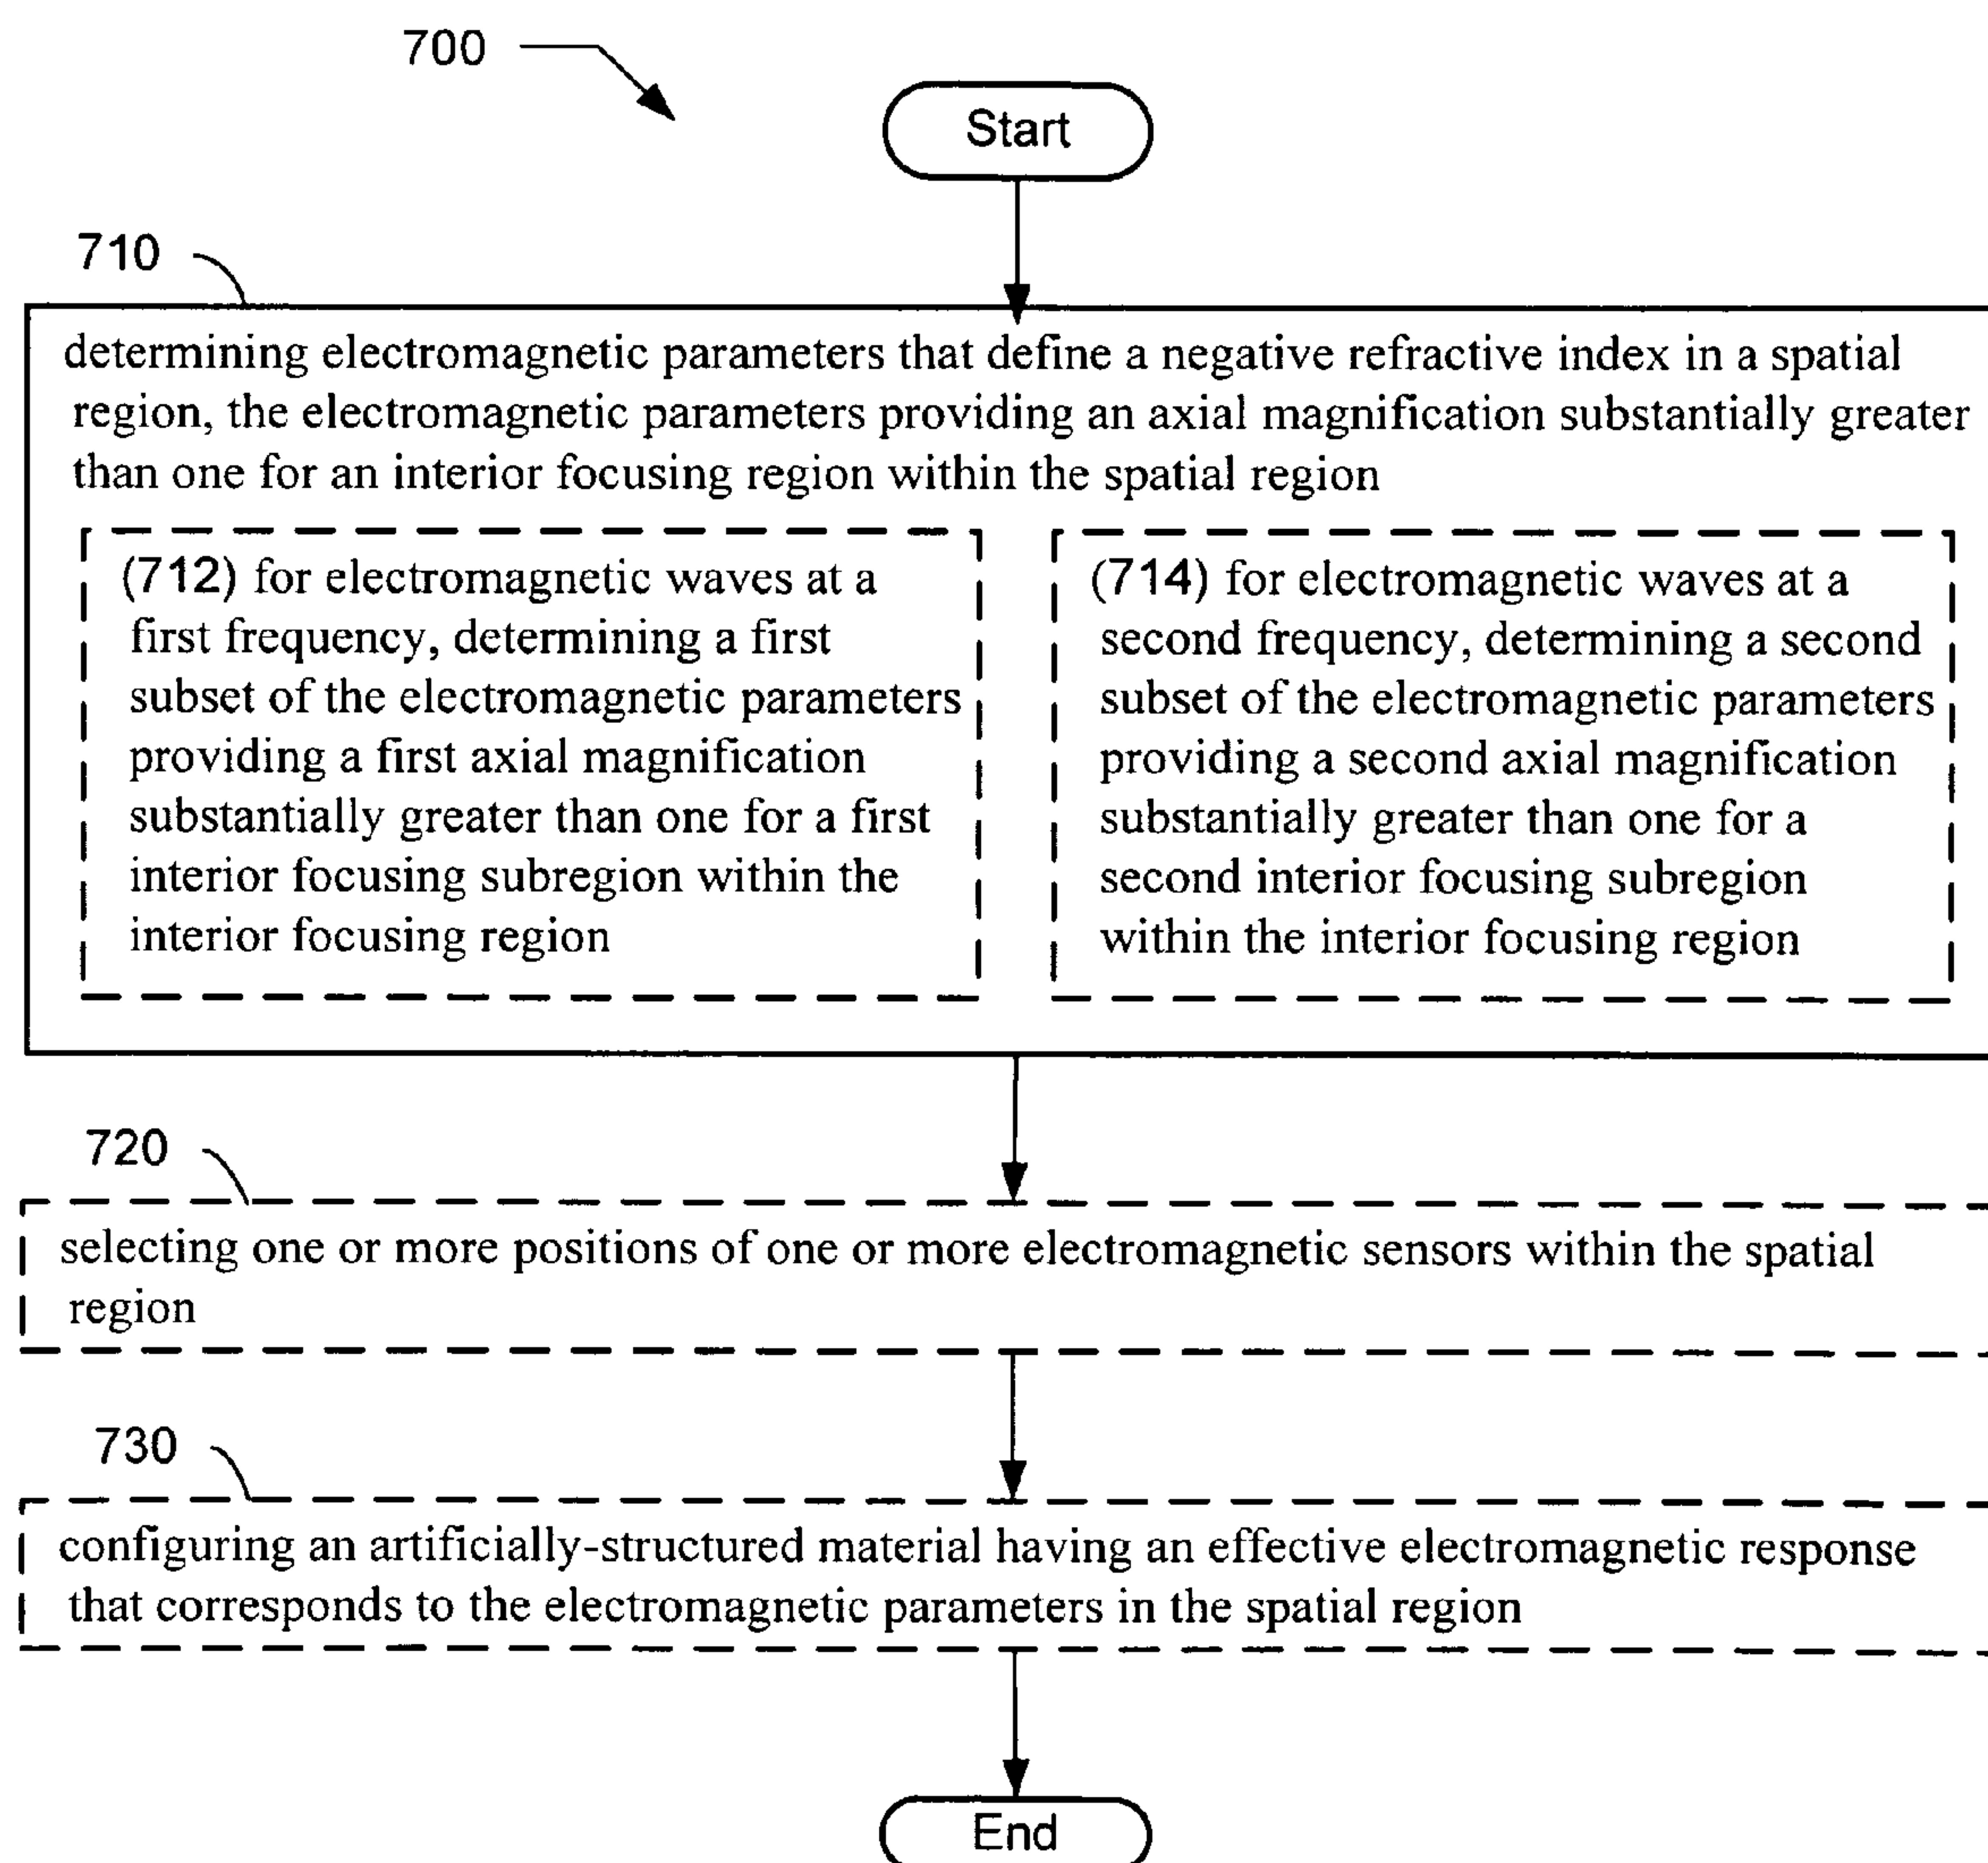 700
Start
710
determining electromagnetic parameters that define a negative refractive index in a spatial
region, the electromagnetic parameters providing an axial magnification substantially greater
than one for an interior focusing region within the spatial region
(712) for electromagnetic waves at a
first frequency, determining a first
subset of the electromagnetic parameters
providing a first axial magnification
substantially greater than one for a first
interior focusing subregion within the
interior focusing region
(714) for electromagnetic waves at a
second frequency, determining a second
subset of the electromagnetic parameters
providing a second axial magnification
substantially greater than one for a
second interior focusing subregion
within the interior focusing region
720
selecting one or more positions of one or more electromagnetic sensors within the spatial
region
730
configuring an artificially-structured material having an effective electromagnetic response
that corresponds to the electromagnetic parameters in the spatial region
End